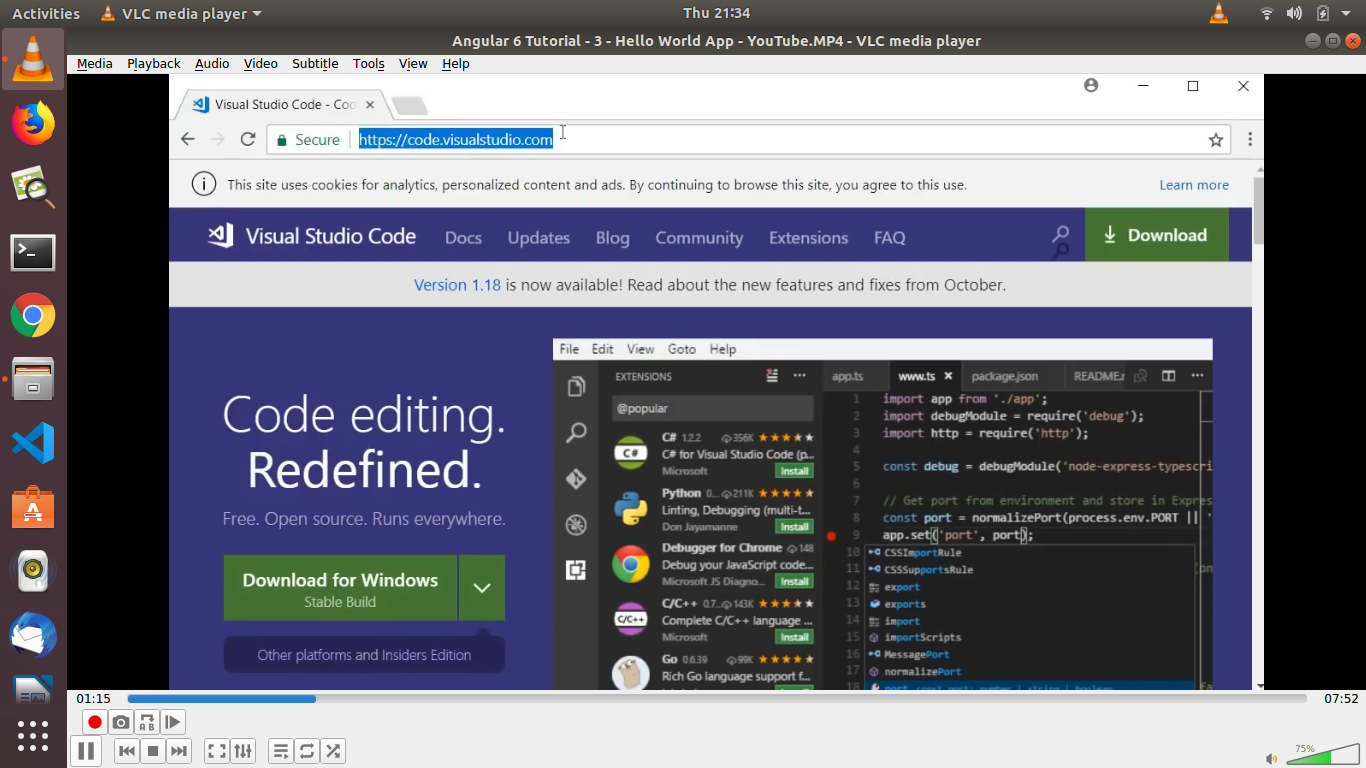 Activities VLC media player Thu 21:34
Angular 6 Tutorial - 3 - Hello World App - YouTube.MP4 - VLC media player
Media Playback Audio Video Subtitle Tools View Help
Visual Studio Code - Coo
Secure https://code.visualstudio.com
This site uses cookies for analytics, personalized content and ads. By continuing to browse this site, you agree to this use. Learn more
Visual Studio Code Docs Updates Blog Community Extensions FAQ Download
Version 1.18 is now available! Read about the new features and fixes from October.
Code editing.
Redefined.
Free. Open source. Runs everywhere.
Download for Windows
Stable Build
Other platforms and Insiders Edition
File Edit View Goto Help
EXTENSIONS
@popular
C# 1.2.2 356K
C#
C# for Visual Studio Code (p...
Microsoft Install
Python 0... 211K
Linting, Debugging (multi-t...
Don Jayamanne Install
Debugger for Chrome 148
Debug your JavaScript code...
Microsoft JS Diagno... Install
C/C++ 0.7... 143K
C/C++
Complete C/C++ language ...
Microsoft Install
Go 0.6.39 99K
Rich Go language support f...
app.ts www.ts package.json README.
1 import app from './app';
2 import debugModule = require('debug');
3 import http = require('http');
4
5 const debug = debugModule('node-express-typescri
6
7 // Get port from environment and store in Expres
8 const port = normalizePort(process.env.PORT || '
9 app.set('port', port);
10 CSSImportRule
11 CSSSupportsRule
12 export
13 exports
14 import
15 importScripts
16 MessagePort
17 normalizePort
18 port const port: number | string | boolean
01:15 07:52
A B
75%